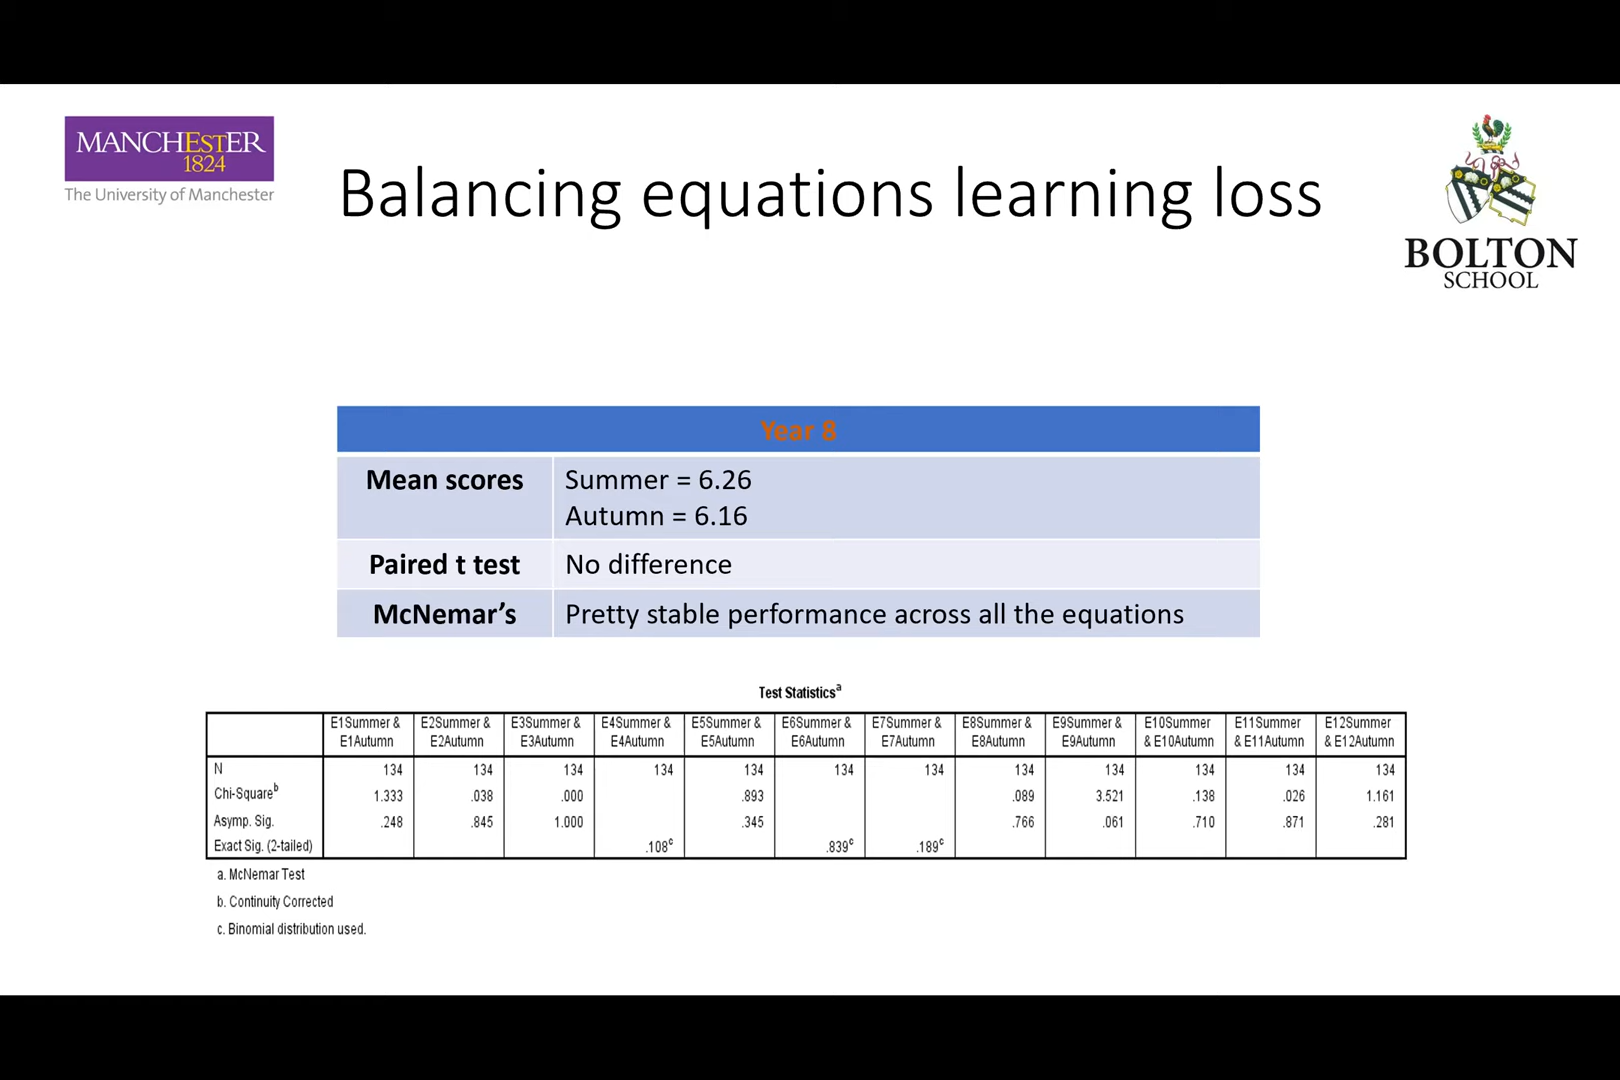 MANCHESTER
1824
The University of Manchester
Balancing equations learning loss
BOLTON
SCHOOL
Year 8
Mean scores Summer = 6.26
Autumn = 6.16
Paired t test No difference
McNemar's Pretty stable performance across all the equations
Test Statisticsa
E1Summer & E2Summer & E3Summer & E4Summer & E5Summer & E6Summer & E7Summer & E8Summer & E9Summer & E10Summer E11Summer E12Summer
E1Autumn E2Autumn E3Autumn E4Autumn E5Autumn E6Autumn E7Autumn E8Autumn E9Autumn & E10Autumn & E11Autumn & E12Autumn
N 134 134 134 134 134 134 134 134 134 134 134 134
Chi-Squareb 1.333 .038 .000 .893 .089 3.521 .138 .026 1.161
Asymp. Sig. .248 .845 1.000 .345 .766 .061 .710 .871 .281
Exact Sig. (2-tailed) .108c .839c .189c
a. McNemar Test
b. Continuity Corrected
c. Binomial distribution used.